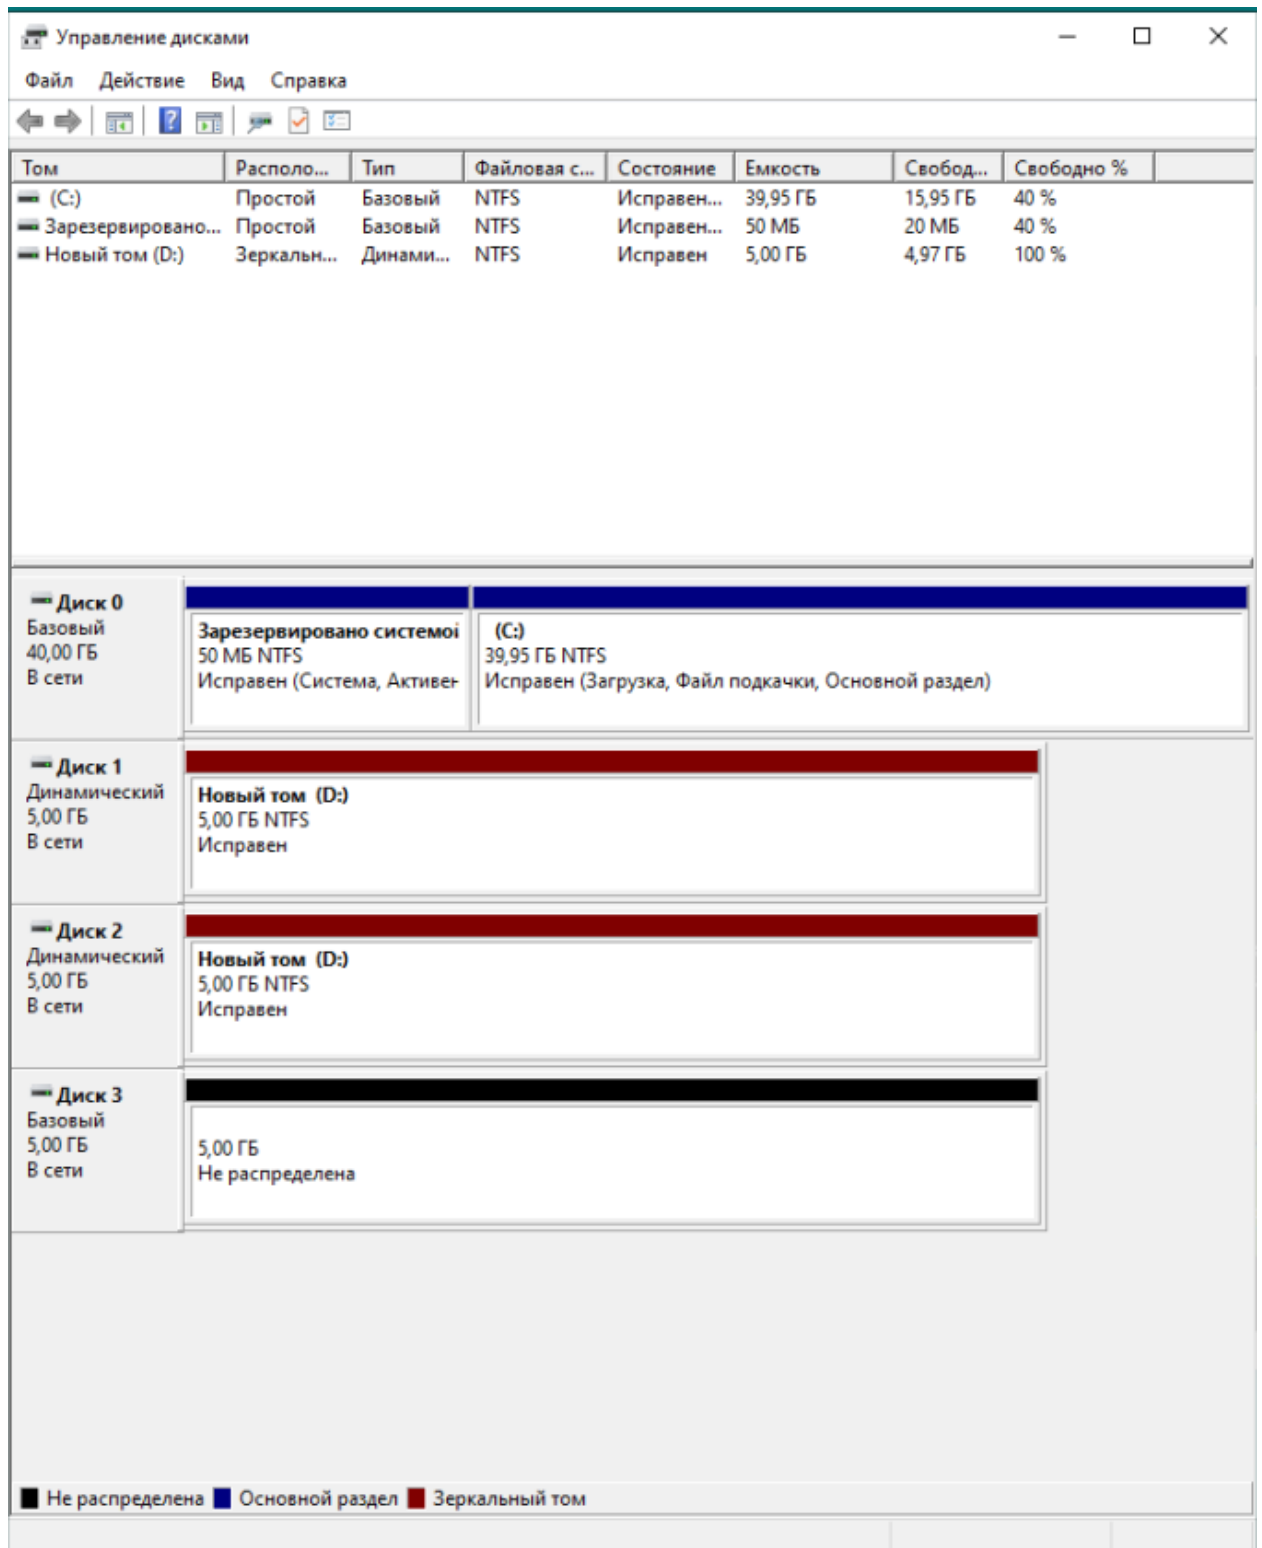 Управление дисками
Файл Действие Вид Справка
Том Располо... Тип Файловая с... Состояние Емкость Свобод... Свободно %
(C:) Простой Базовый NTFS Исправен... 39,95 ГБ 15,95 ГБ 40 %
Зарезервировано... Простой Базовый NTFS Исправен... 50 МБ 20 МБ 40 %
Новый том (D:) Зеркальн... Динами... NTFS Исправен 5,00 ГБ 4,97 ГБ 100 %
Диск 0
Базовый
40,00 ГБ
В сети
Зарезервировано системой
50 МБ NTFS
Исправен (Система, Активен
(C:)
39,95 ГБ NTFS
Исправен (Загрузка, Файл подкачки, Основной раздел)
Диск 1
Динамический
5,00 ГБ
В сети
Новый том (D:)
5,00 ГБ NTFS
Исправен
Диск 2
Динамический
5,00 ГБ
В сети
Новый том (D:)
5,00 ГБ NTFS
Исправен
Диск 3
Базовый
5,00 ГБ
В сети
5,00 ГБ
Не распределена
Не распределена Основной раздел Зеркальный том